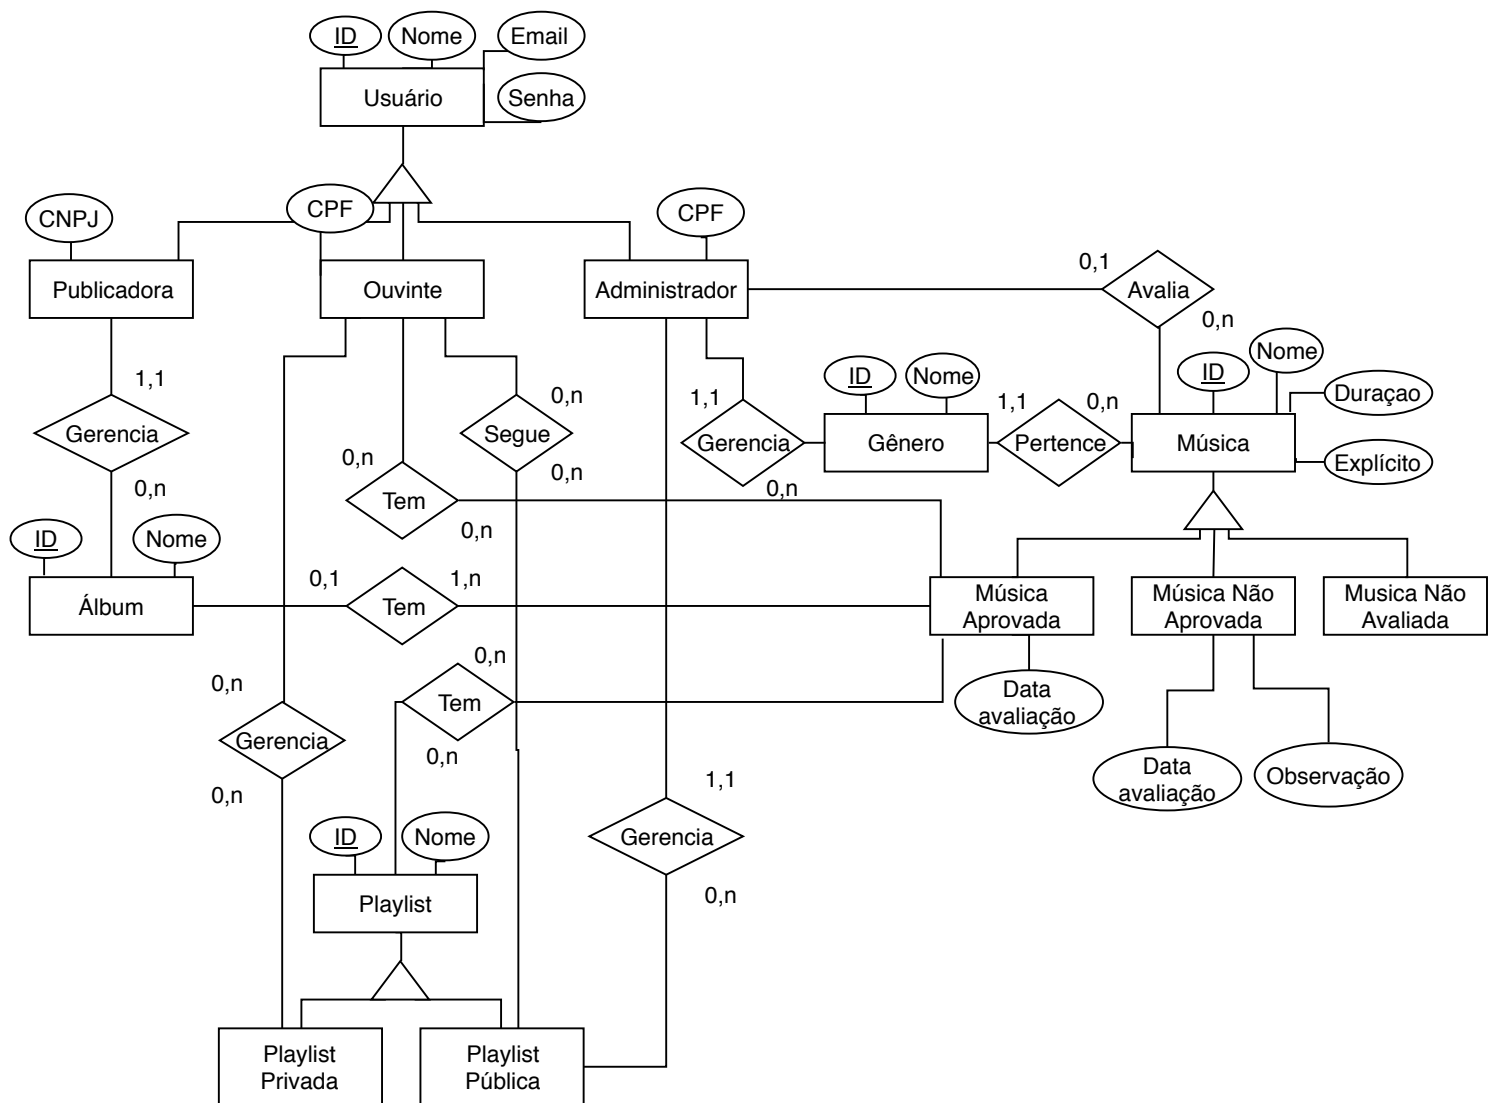 ID
Nome
Email
Usuário
Senha
CNPJ
CPF
CPF
Publicadora
Ouvinte
Administrador
0,1
Avalia
0,n
1,1
Gerencia
0,n
0,n
Segue
0,n
1,1
Gerencia
0,n
ID
Nome
Gênero
1,1
Pertence
0,n
ID
Nome
Duraçao
Música
Explícito
0,n
Tem
0,n
ID
Nome
Álbum
0,1
Tem
1,n
Música
Aprovada
Música Não
Aprovada
Musica Não
Avaliada
0,n
Tem
0,n
Data
avaliação
Data
avaliação
Observação
0,n
Gerencia
0,n
1,1
Gerencia
0,n
ID
Nome
Playlist
Playlist
Privada
Playlist
Pública